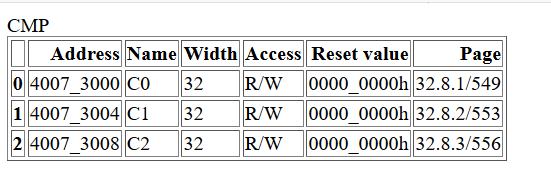 CMP
Address Name Width Access Reset value Page
0 4007_3000 C0 32 R/W 0000_0000h 32.8.1/549
1 4007_3004 C1 32 R/W 0000_0000h 32.8.2/553
2 4007_3008 C2 32 R/W 0000_0000h 32.8.3/556